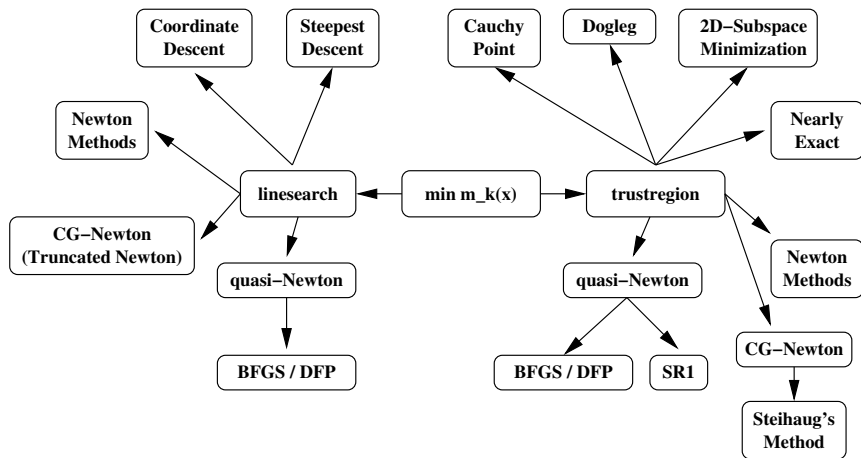 Coordinate
Descent
Steepest
Descent
Cauchy
Point
Dogleg
2D−Subspace
Minimization
Newton
Methods
Nearly
Exact
linesearch
min m_k(x)
trustregion
CG−Newton
(Truncated Newton)
quasi−Newton
quasi−Newton
Newton
Methods
BFGS / DFP
BFGS / DFP
SR1
CG−Newton
Steihaug's
Method